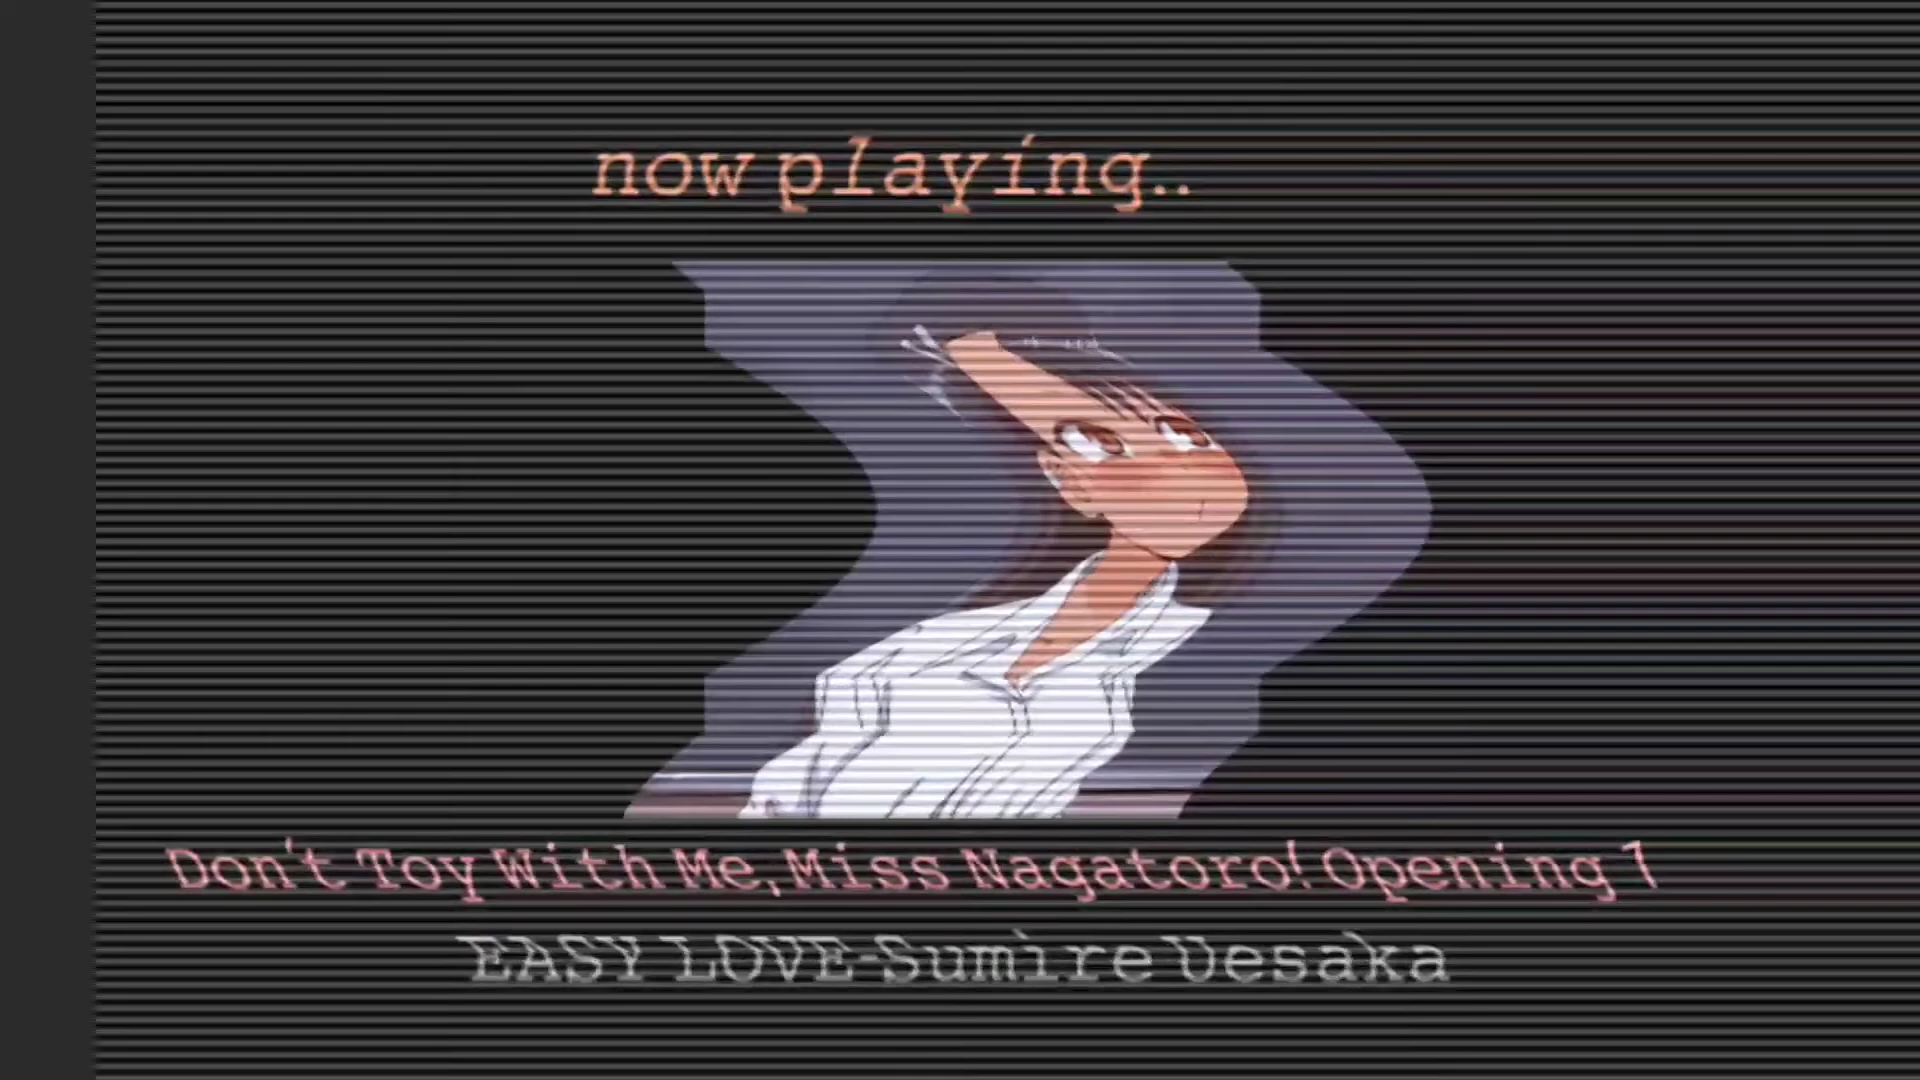 now playing..
Don't Toy With Me, Miss Nagatoro! Opening 1
EASY LOVE-Sumire Uesaka